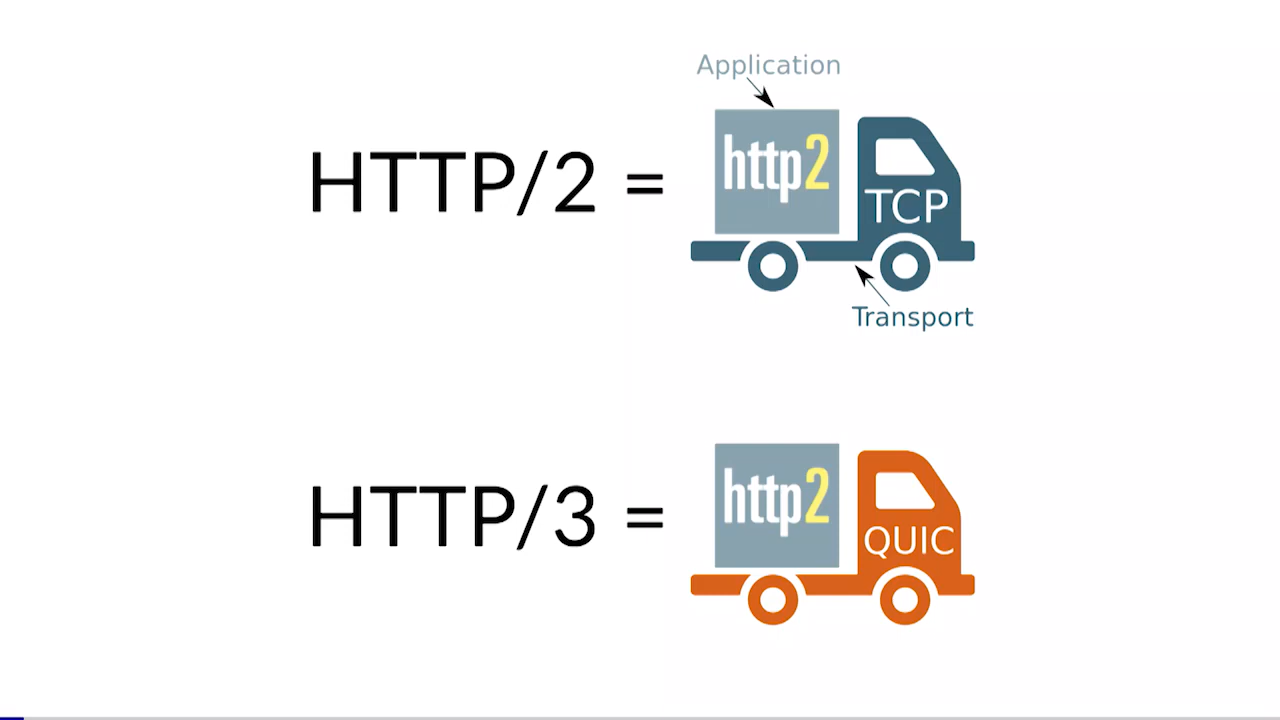 Application
HTTP/2 =
http2
TCP
Transport
HTTP/3 =
http2
QUIC